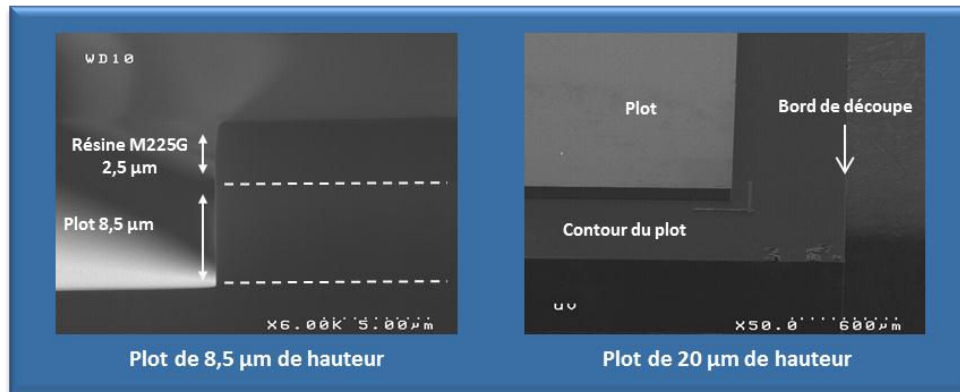 WD10
Résine M225G
2,5 µm
Plot 8,5 µm
X6.00K 5.00µm
Plot de 8,5 µm de hauteur
Plot
Bord de découpe
Contour du plot
uv
X50.0 600µm
Plot de 20 µm de hauteur